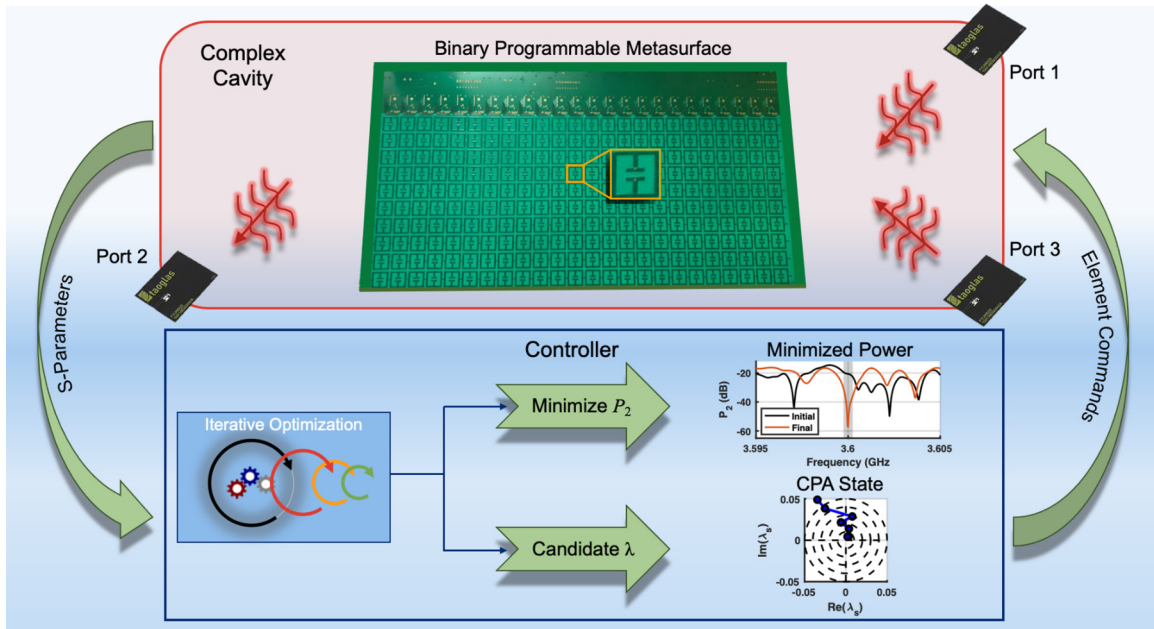 Complex
Cavity
Binary Programmable Metasurface
taoglas
Port 1
Port 2
taoglas
Port 3
taoglas
S-Parameters
Element Commands
Controller
Iterative Optimization
Minimize P₂
Minimized Power
P₂ (dB)
-20
-40
-60
Initial
Final
3.595
3.6
3.605
Frequency (GHz
Candidate λ
CPA State
Im(λₛ)
0.05
0
-0.05
-0.05
0
0.05
Re(λₛ)